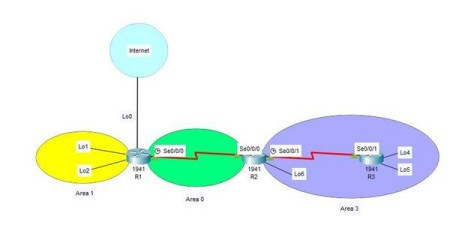 Internet
Lo0
Lo1
Lo2
Se0/0/0
1941
R1
Area 1
Area 0
Se0/0/0
Se0/0/1
1941
R2
Lo6
Se0/0/1
Lo4
Lo5
1941
R3
Area 3